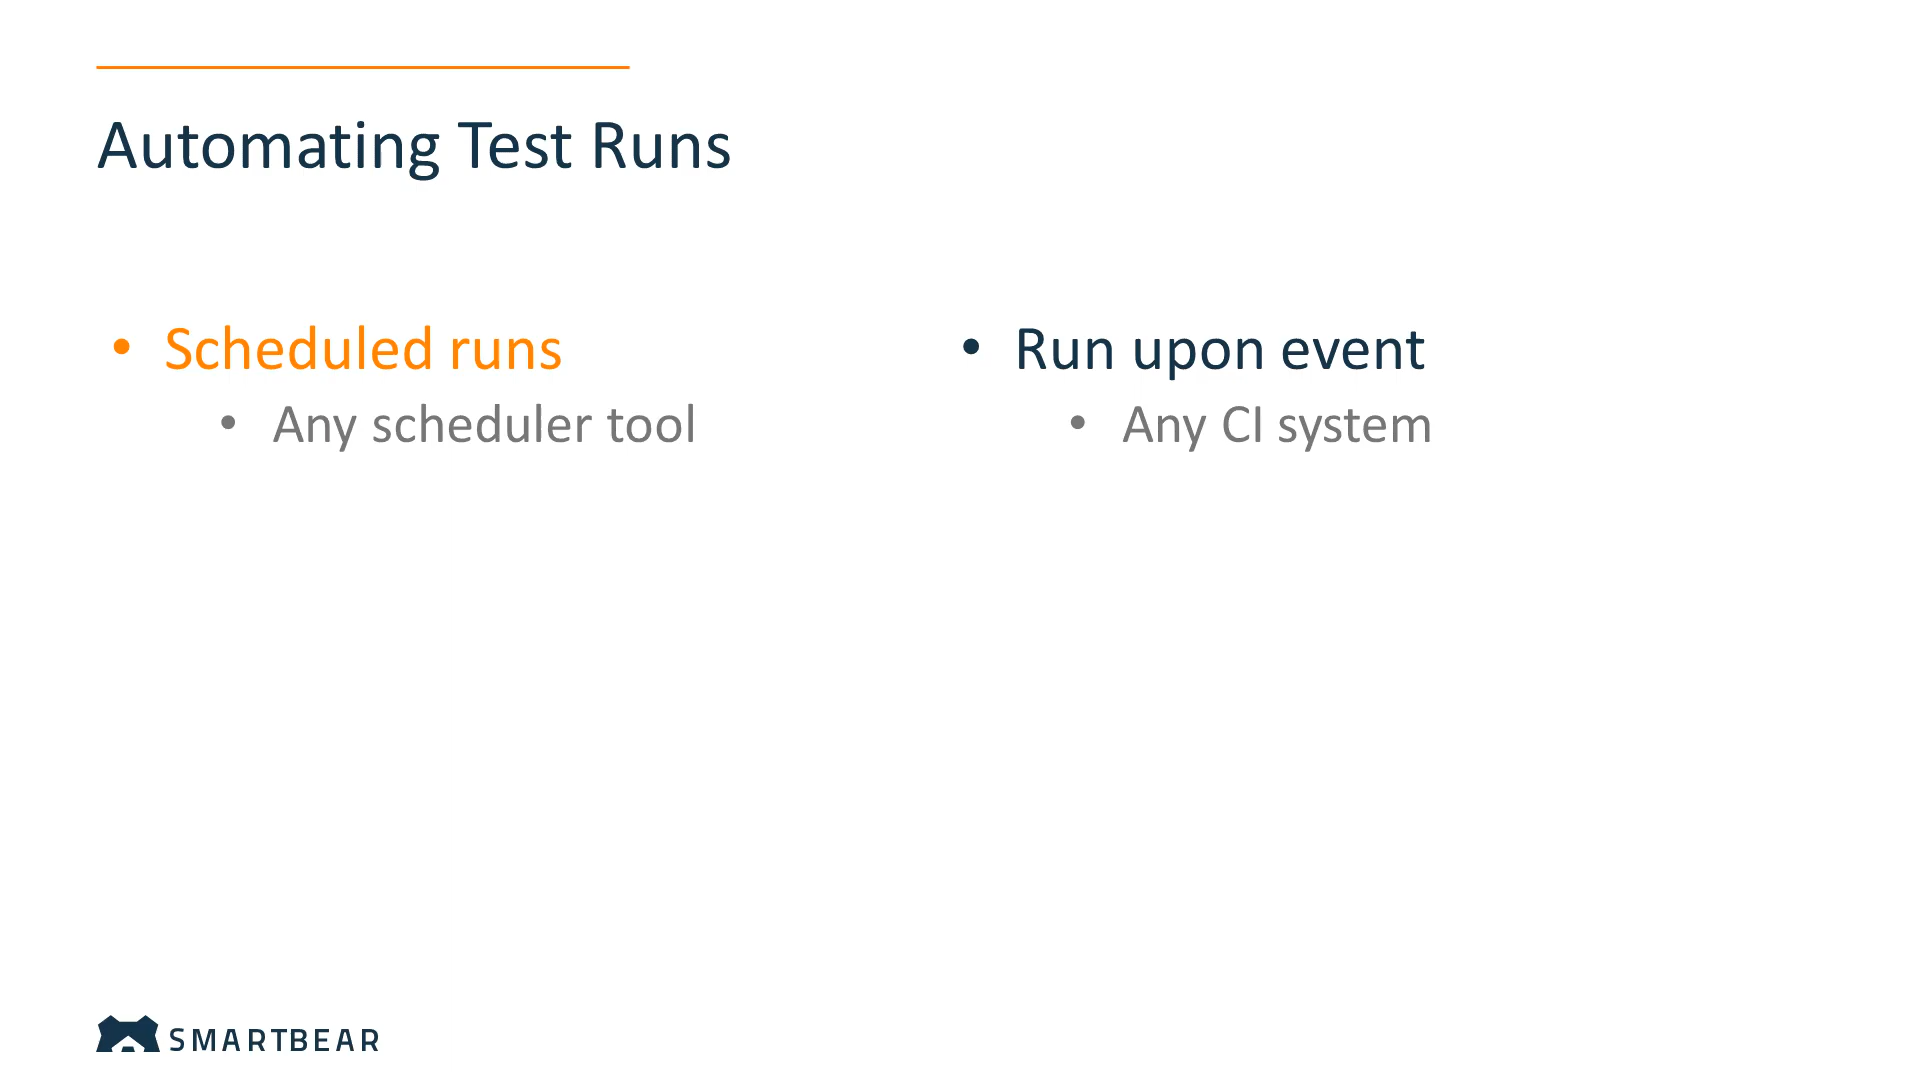 Automating Test Runs
• Scheduled runs
• Any scheduler tool
• Run upon event
• Any CI system
SMARTBEAR